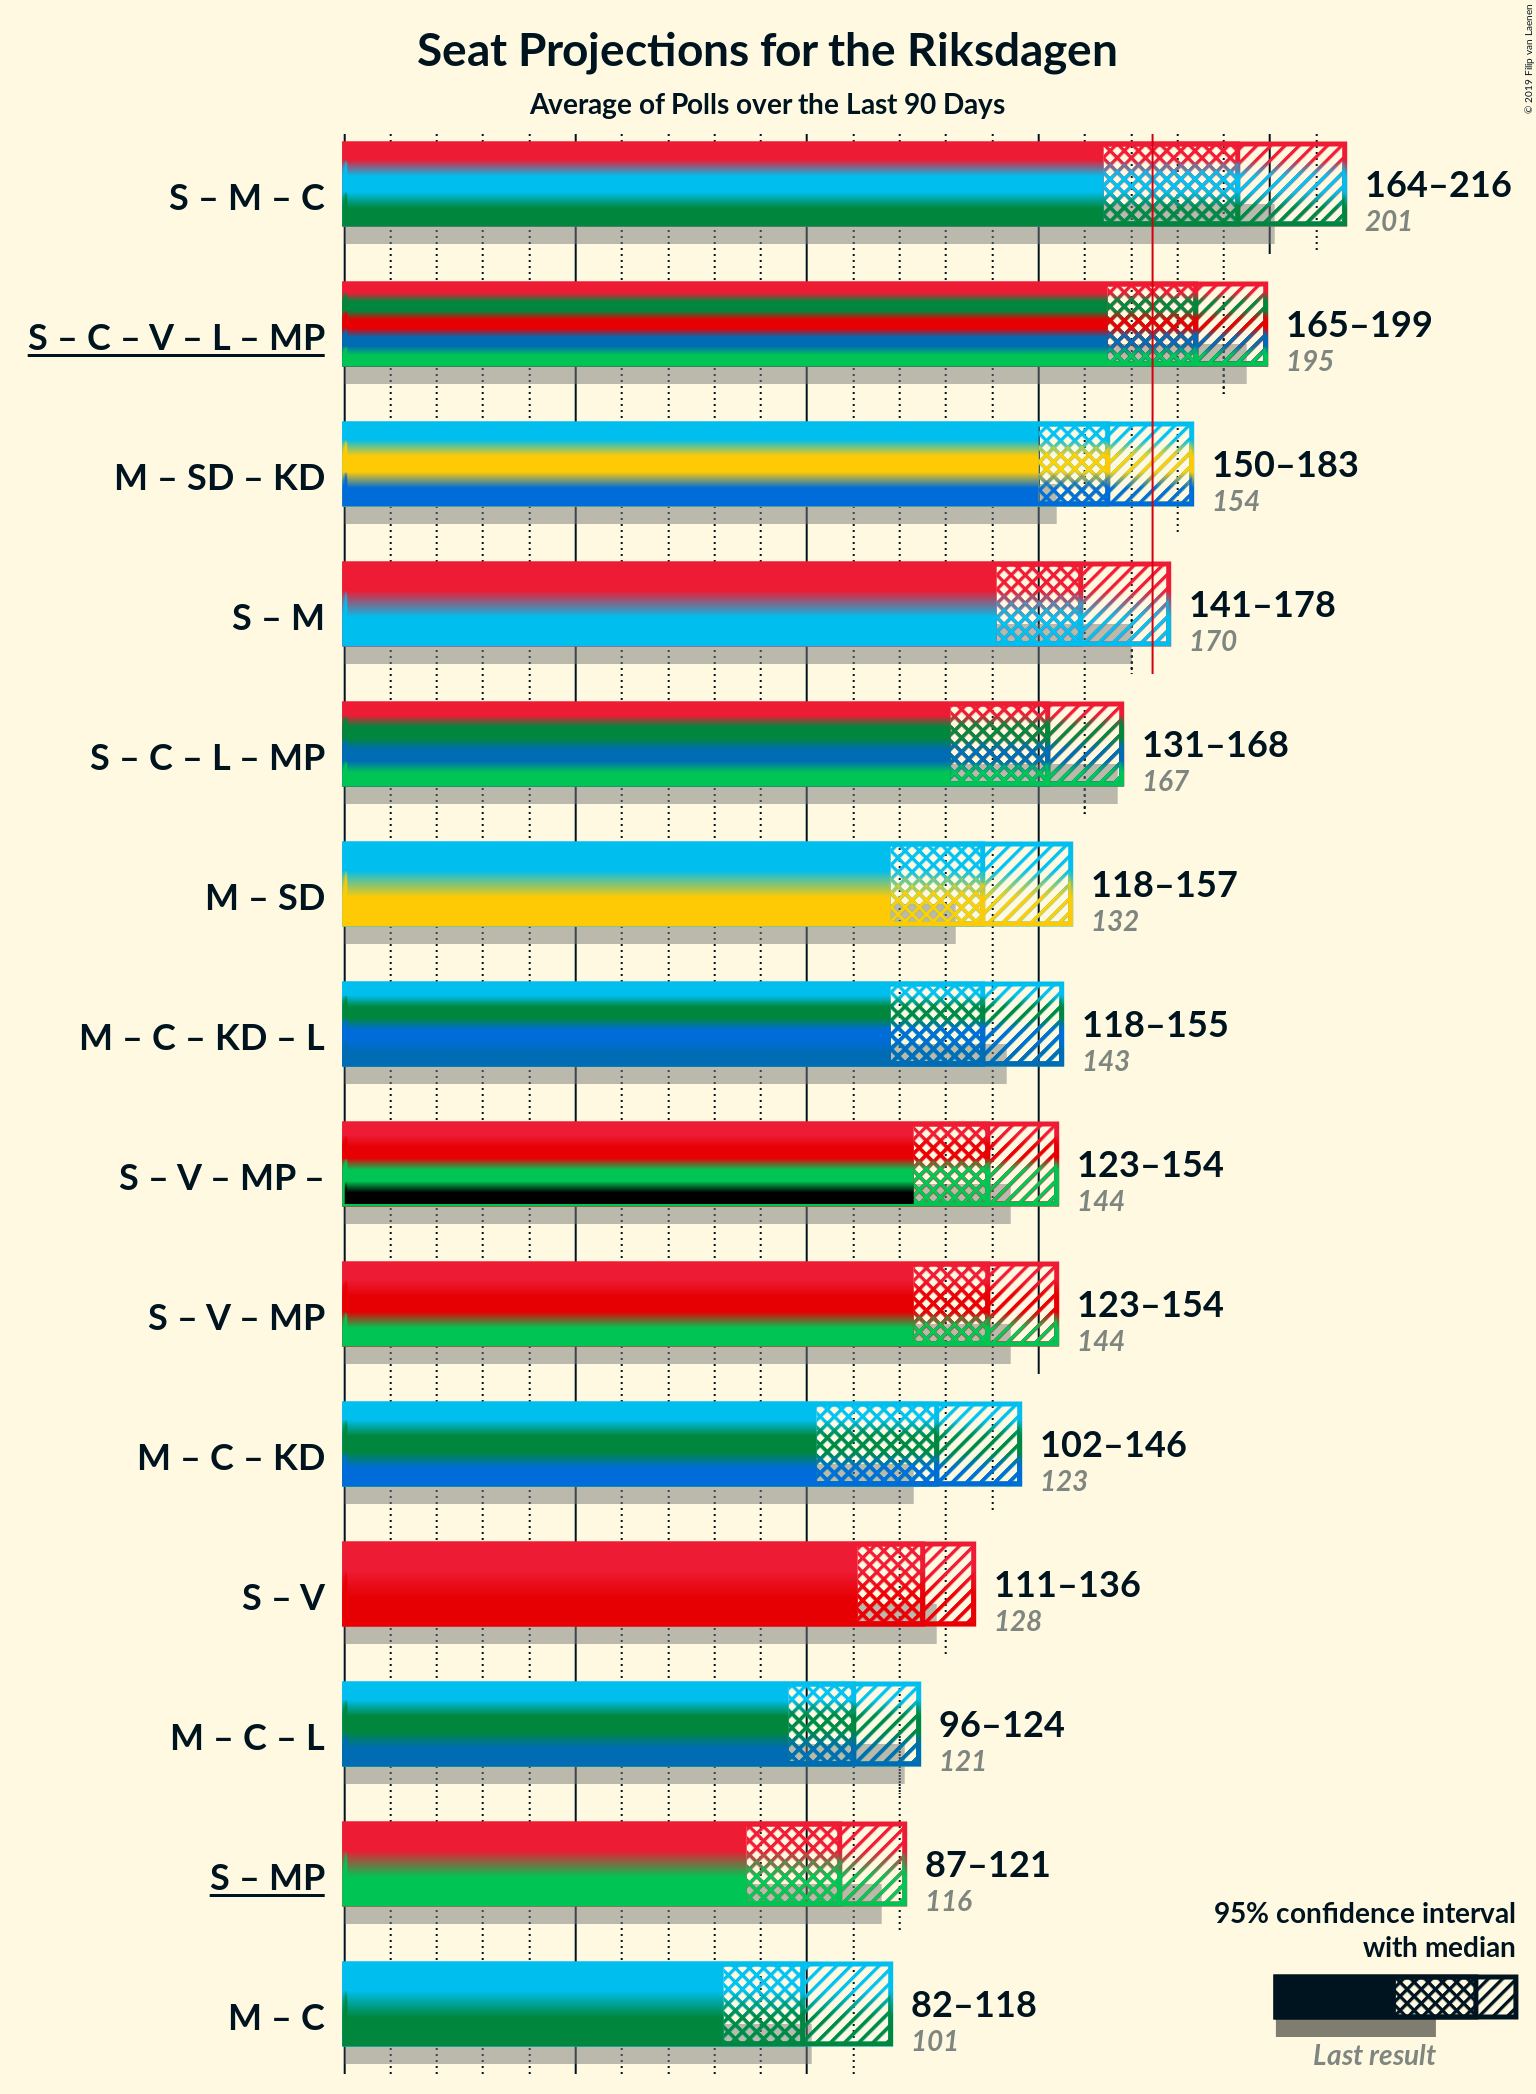 Seat Projections for the Riksdagen
Average of Polls over the Last 90 Days
© 2019 Filip van Laenen
S – M – C
164–216
201
S – C – V – L – MP
165–199
195
M – SD – KD
150–183
154
S – M
141–178
170
S – C – L – MP
131–168
167
M – SD
118–157
132
M – C – KD – L
118–155
143
S – V – MP –
123–154
144
S – V – MP
123–154
144
M – C – KD
102–146
123
S – V
111–136
128
M – C – L
96–124
121
S – MP
87–121
116
M – C
82–118
101
95% confidence interval
with median
Last result